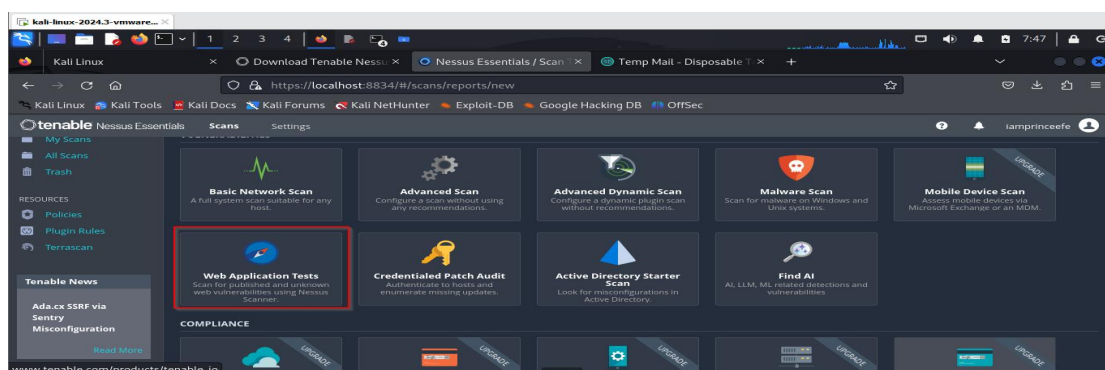 kali-linux-2024.3-vmware...
1 2 3 4
7:47
Kali Linux
Download Tenable Nessu
Nessus Essentials / Scan T
Temp Mail - Disposable T
https://localhost:8834/#/scans/reports/new
Kali Linux Kali Tools Kali Docs Kali Forums Kali NetHunter Exploit-DB Google Hacking DB OffSec
tenable Nessus Essentials Scans Settings iamprinceefe
My Scans
All Scans
Trash
RESOURCES
Policies
Plugin Rules
Terrascan
Tenable News
Ada.cx SSRF via
Sentry
Misconfiguration
Read More
Basic Network Scan
A full system scan suitable for any
host.
Advanced Scan
Configure a scan without using
any recommendations.
Advanced Dynamic Scan
Configure a dynamic plugin scan
without recommendations.
Malware Scan
Scan for malware on Windows and
Unix systems.
UPGRADE
Mobile Device Scan
Assess mobile devices via
Microsoft Exchange or an MDM.
Web Application Tests
Scan for published and unknown
web vulnerabilities using Nessus
Scanner.
Credentialed Patch Audit
Authenticate to hosts and
enumerate missing updates.
Active Directory Starter
Scan
Look for misconfigurations in
Active Directory.
Find AI
AI, LLM, ML related detections and
vulnerabilities
COMPLIANCE
UPGRADE
UPGRADE
UPGRADE
UPGRADE
UPGRADE
www.tenable.com/products/tenable-io